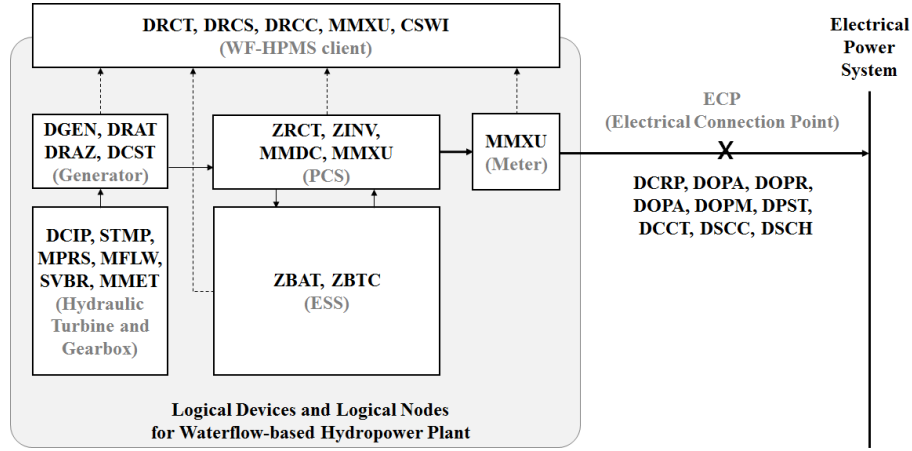 DRCT, DRCS, DRCC, MMXU, CSWI
(WF-HPMS client)
Electrical
Power
System
ECP
(Electrical Connection Point)
DGEN, DRAT
DRAZ, DCST
(Generator)
ZRCT, ZINV,
MMDC, MMXU
(PCS)
MMXU
(Meter)
X
DCRP, DOPA, DOPR,
DOPA, DOPM, DPST,
DCCT, DSCC, DSCH
DCIP, STMP,
MPRS, MFLW,
SVBR, MMET
(Hydraulic
Turbine and
Gearbox)
ZBAT, ZBTC
(ESS)
Logical Devices and Logical Nodes
for Waterflow-based Hydropower Plant